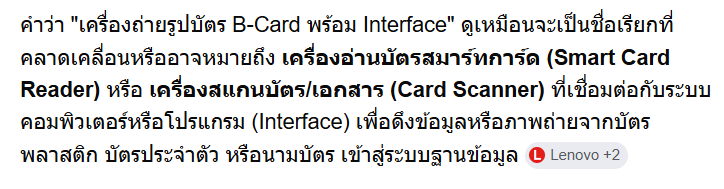 คำว่า "เครื่องถ่ายรูปบัตร B-Card พร้อม Interface" ดูเหมือนจะเป็นชื่อเรียกที่
คลาดเคลื่อนหรืออาจหมายถึง เครื่องอ่านบัตรสมาร์ทการ์ด (Smart Card
Reader) หรือ เครื่องสแกนบัตร/เอกสาร (Card Scanner) ที่เชื่อมต่อกับระบบ
คอมพิวเตอร์หรือโปรแกรม (Interface) เพื่อดึงข้อมูลหรือภาพถ่ายจากบัตร
พลาสติก บัตรประจำตัว หรือนามบัตร เข้าสู่ระบบฐานข้อมูล L Lenovo +2